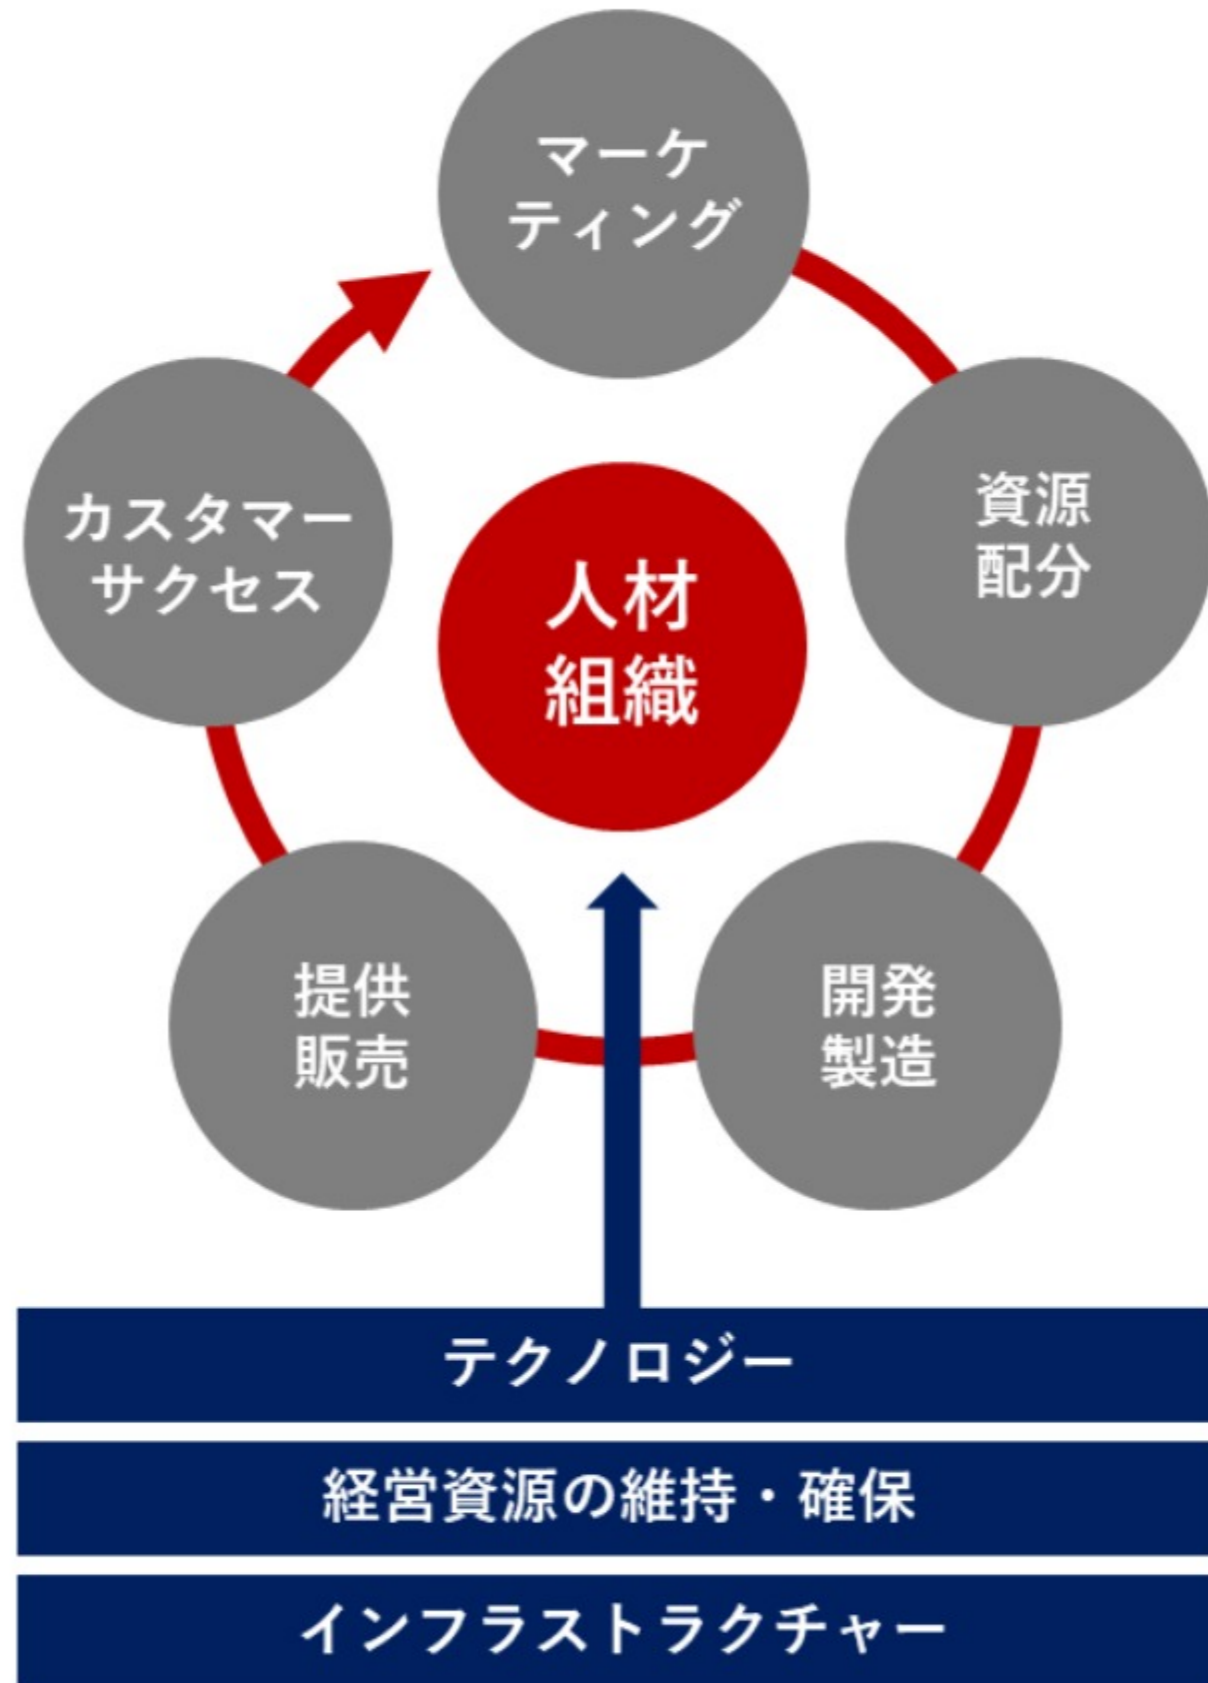 マーケ
ティング
資源
配分
カスタマー
サクセス
人材
組織
提供
販売
開発
製造
テクノロジー
経営資源の維持・確保
インフラストラクチャー